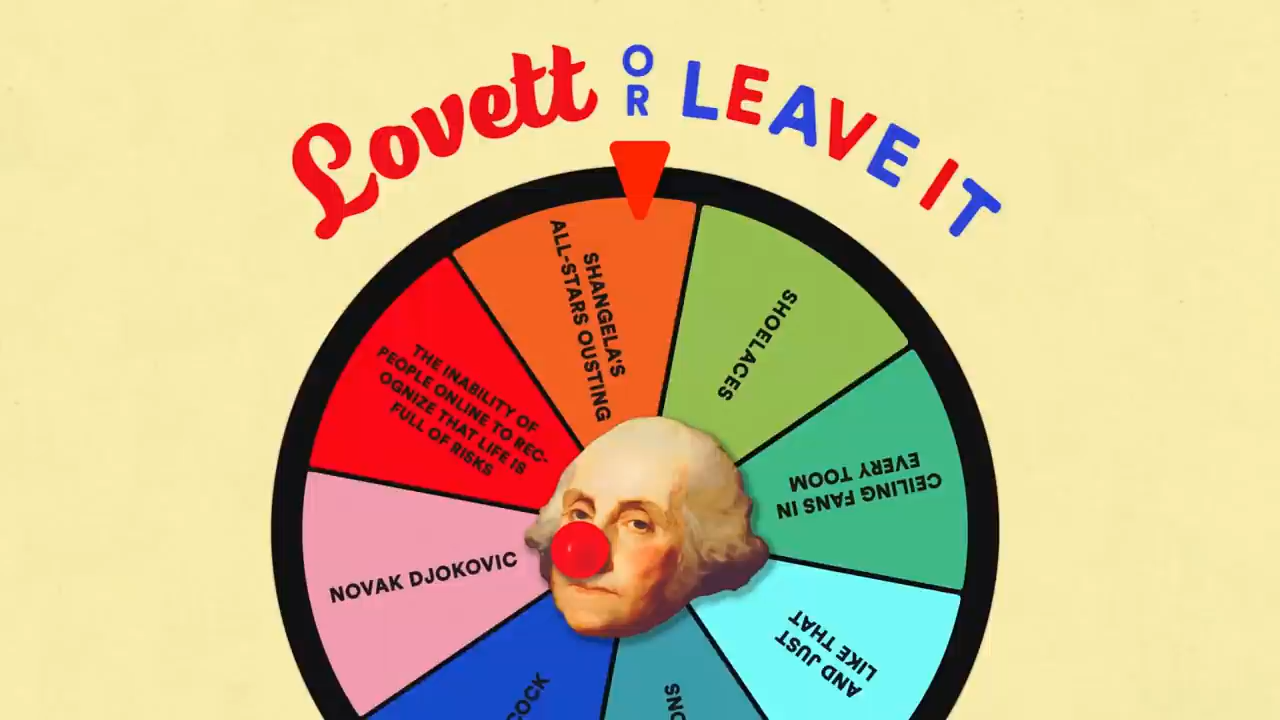 Lovett
OR
LEAVE IT
SHANGELA'S
ALL-STARS OUSTING
SHOELACES
CEILING FANS IN
EVERY TOOM
AND JUST
LIKE THAT
THE INABILITY OF
PEOPLE ONLINE TO REC-
OGNIZE THAT LIFE IS
FULL OF RISKS
NOVAK DJOKOVIC